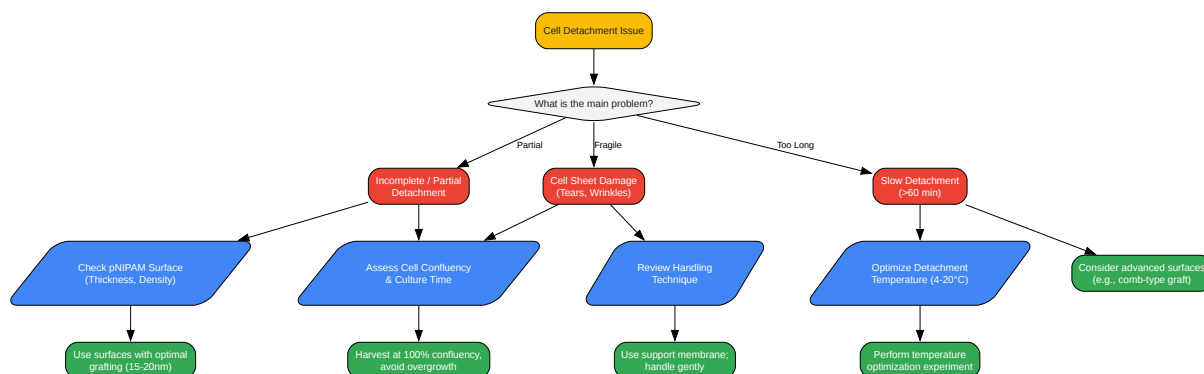 Cell Detachment Issue
What is the main problem?
Partial
Fragile
Too Long
Incomplete / Partial
Detachment
Cell Sheet Damage
(Tears, Wrinkles)
Slow Detachment
(>60 min)
Check pNIPAM Surface
(Thickness, Density)
Assess Cell Confluency
& Culture Time
Review Handling
Technique
Optimize Detachment
Temperature (4-20°C)
Consider advanced surfaces
(e.g., comb-type graft)
Use surfaces with optimal
grafting (15-20nm)
Harvest at 100% confluency,
avoid overgrowth
Use support membrane;
handle gently
Perform temperature
optimization experiment